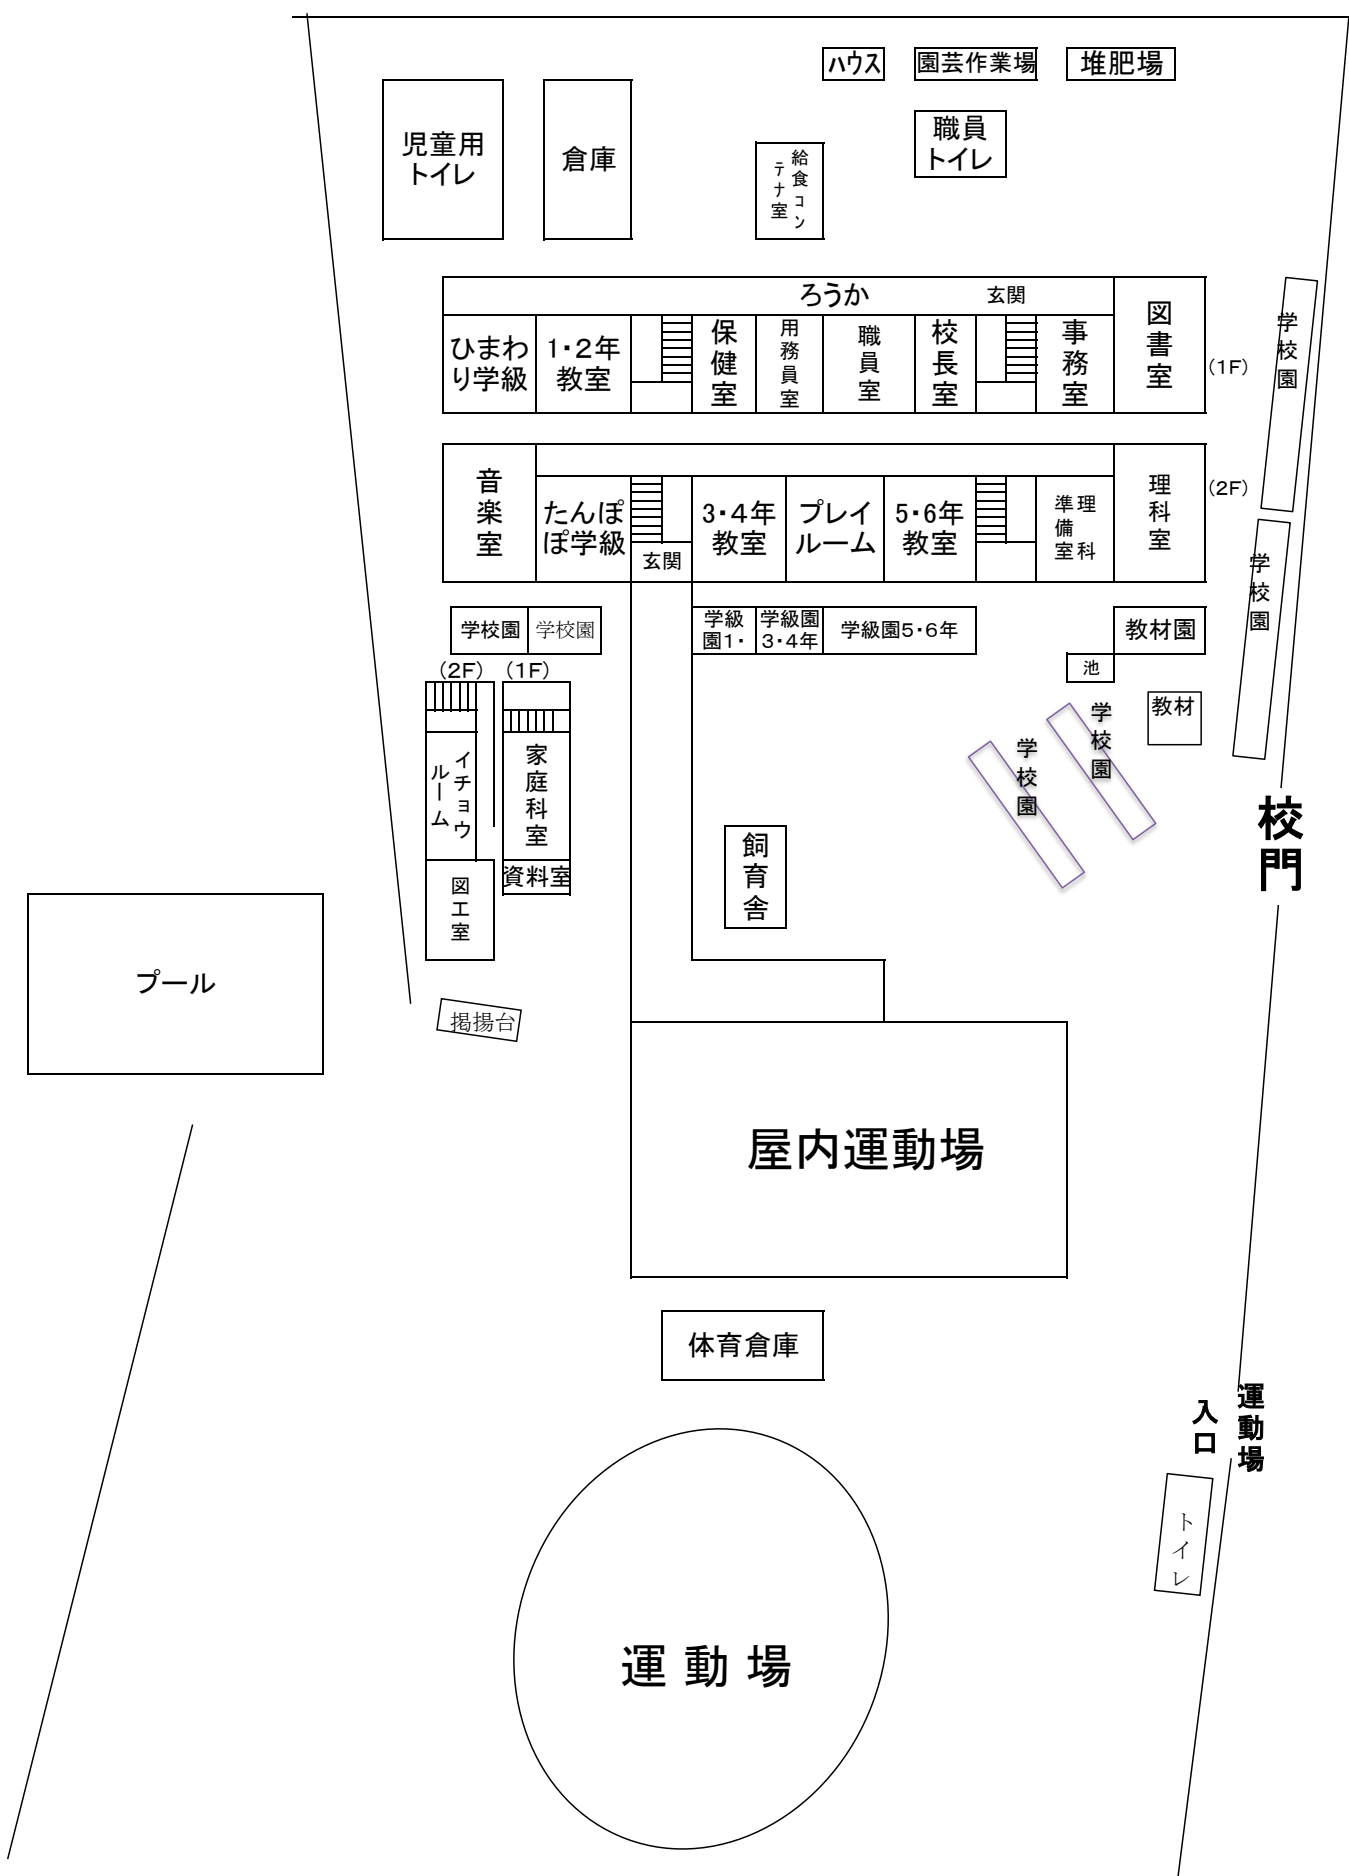 ハウス
園芸作業場
堆肥場
児童用
トイレ
倉庫
給食コン
テナ室
職員
トイレ
ろうか
玄関
ひまわ
り学級
1・2年
教室
保健室
用務員室
職員室
校長室
事務室
図書室
(1F)
学校園
音楽室
たんぽ
ぽ学級
玄関
3・4年
教室
プレイ
ルーム
5・6年
教室
理科
準備室
理科室
(2F)
学校園
学校園
学校園
学級
園1・
学級園
3・4年
学級園5・6年
教材園
池
教材
(2F)
(1F)
イチョウ
ルーム
家庭科室
資料室
図工室
学校園
学校園
飼育舎
校門
プール
掲揚台
屋内運動場
体育倉庫
運動場
入口
トイレ
運動場